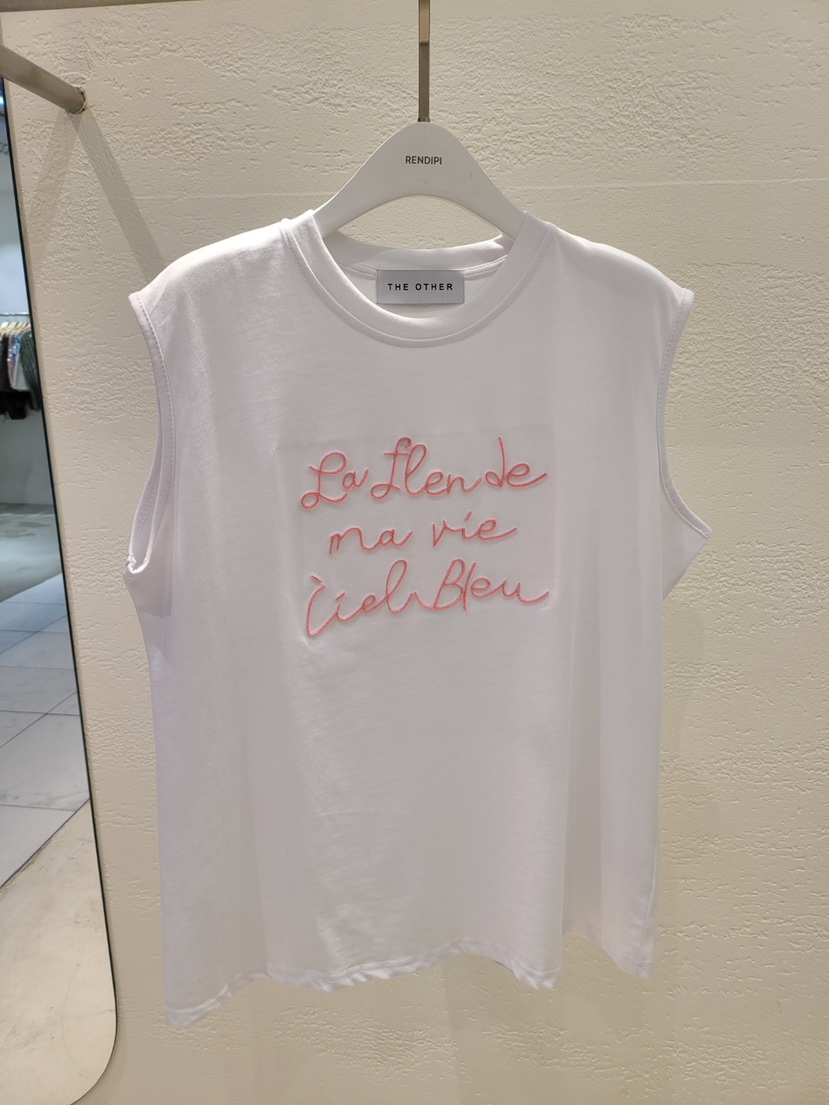 RENDIPI
THE OTHER
La flen de
ma vie
Ciel Bleu